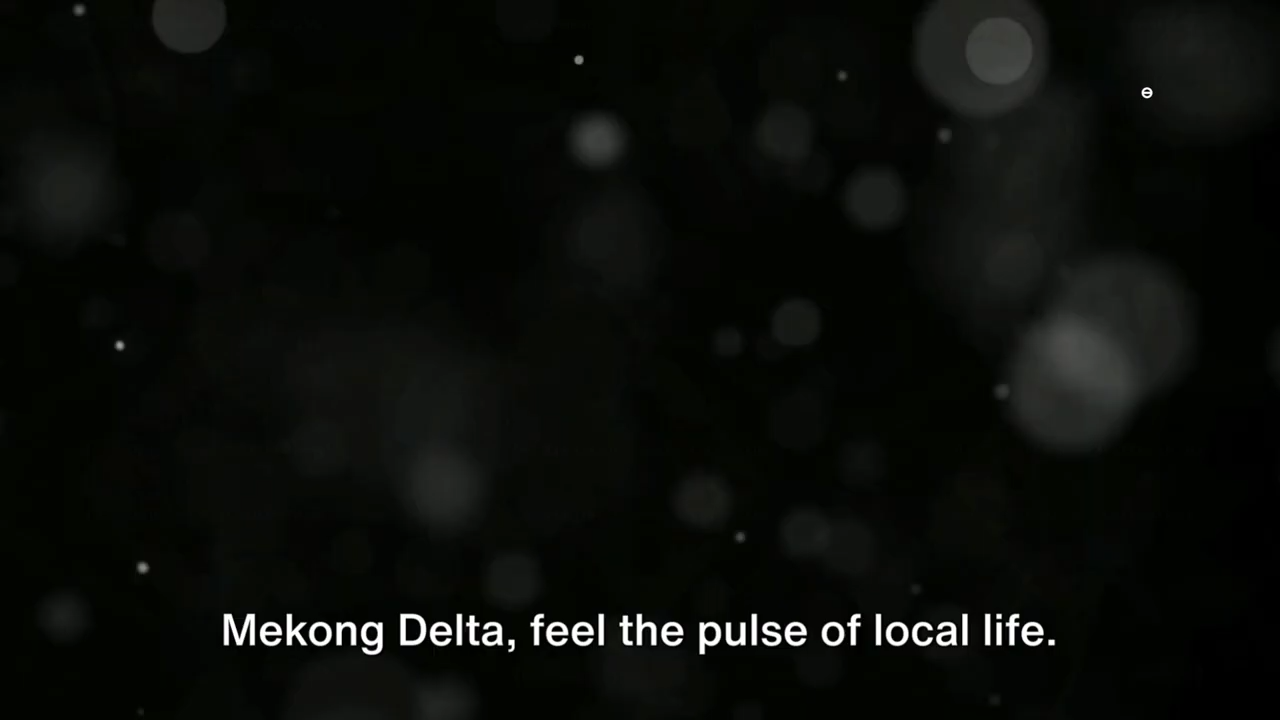 Mekong Delta, feel the pulse of local life.